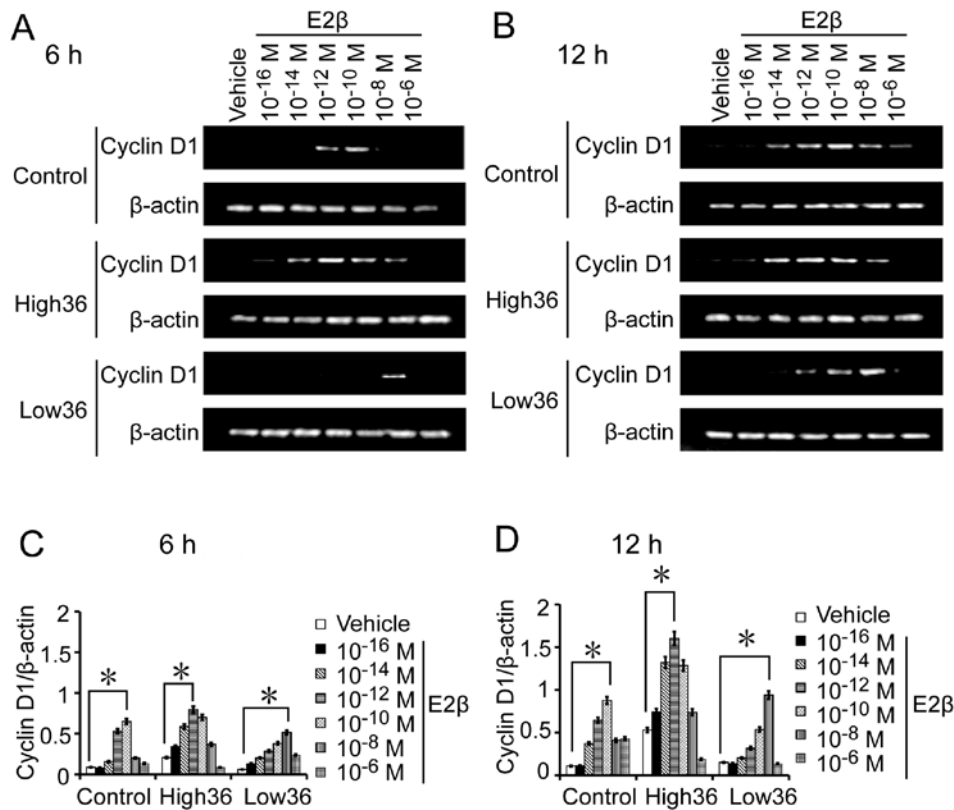 A
6 h
E2β
Vehicle
10⁻¹⁶ M
10⁻¹⁴ M
10⁻¹² M
10⁻¹⁰ M
10⁻⁸ M
10⁻⁶ M
Control
Cyclin D1
β-actin
High36
Cyclin D1
β-actin
Low36
Cyclin D1
β-actin
B
12 h
E2β
Vehicle
10⁻¹⁶ M
10⁻¹⁴ M
10⁻¹² M
10⁻¹⁰ M
10⁻⁸ M
10⁻⁶ M
Control
Cyclin D1
β-actin
High36
Cyclin D1
β-actin
Low36
Cyclin D1
β-actin
C
6 h
Cyclin D1/β-actin
2
1.5
1
0.5
0
*
*
*
Control High36 Low36
Vehicle
10⁻¹⁶ M
10⁻¹⁴ M
10⁻¹² M
10⁻¹⁰ M
10⁻⁸ M
10⁻⁶ M
E2β
D
12 h
Cyclin D1/β-actin
2
1.5
1
0.5
0
*
*
*
Control High36 Low36
Vehicle
10⁻¹⁶ M
10⁻¹⁴ M
10⁻¹² M
10⁻¹⁰ M
10⁻⁸ M
10⁻⁶ M
E2β